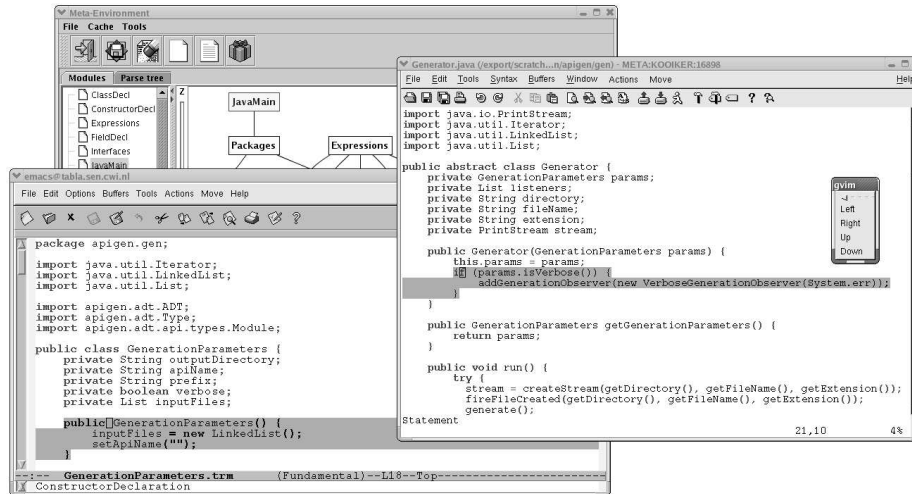 Meta-Environment
File Cache Tools
Modules Parse tree
ClassDecl
ConstructorDecl
Expressions
FieldDecl
Interfaces
JavaMain
Z
JavaMain
Packages
Expressions
emacs@tabla.sen.cwi.nl
File Edit Options Buffers Tools Actions Move Help
package apigen.gen;
import java.util.Iterator;
import java.util.LinkedList;
import java.util.List;
import apigen.adt.ADT;
import apigen.adt.Type;
import apigen.adt.api.types.Module;
public class GenerationParameters {
private String outputDirectory;
private String apiName;
private String prefix;
private boolean verbose;
private List inputFiles;
public GenerationParameters() {
inputFiles = new LinkedList();
setApiName("");
}
--:-- GenerationParameters.trm (Fundamental)--L18--Top
ConstructorDeclaration
Generator.java (/export/scratch...n/apigen/gen) - META:KOOIKER:16898
File Edit Tools Syntax Buffers Window Actions Move Help
import java.io.PrintStream;
import java.util.Iterator;
import java.util.LinkedList;
import java.util.List;
public abstract class Generator {
private GenerationParameters params;
private List listeners;
private String directory;
private String fileName;
private String extension;
private PrintStream stream;
public Generator(GenerationParameters params) {
this.params = params;
if (params.isVerbose()) {
addGenerationObserver(new VerboseGenerationObserver(System.err));
}
}
public GenerationParameters getGenerationParameters() {
return params;
}
public void run() {
try {
stream = createStream(getDirectory(), getFileName(), getExtension());
fireFileCreated(getDirectory(), getFileName(), getExtension());
generate();
Statement
21,10 4%
gvim
Left
Right
Up
Down